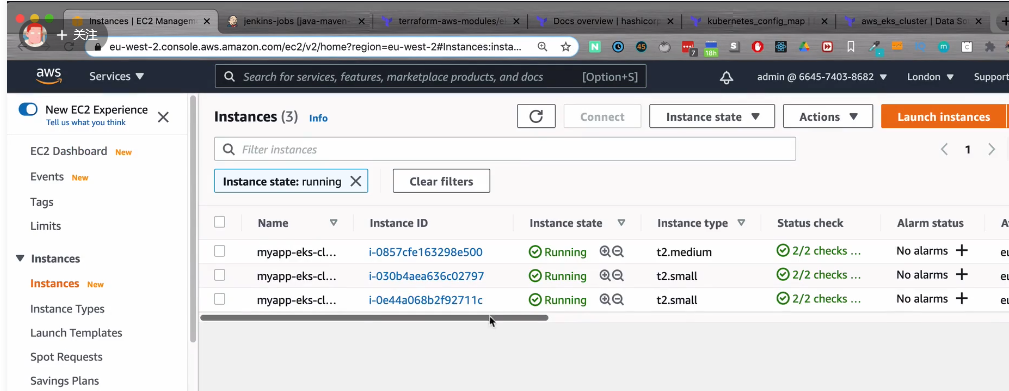 Instances | EC2 Managem
jenkins-jobs (java-maven-
terraform-aws-modules/e
Docs overview | hashicor
kubernetes_config_map |
aws_eks_cluster | Data So
+ 关注
eu-west-2.console.aws.amazon.com/ec2/v2/home?region=eu-west-2#Instances:insta...
aws
Services
Search for services, features, marketplace products, and docs
[Option+S]
admin @ 6645-7403-8682
London
Support
New EC2 Experience
Tell us what you think
EC2 Dashboard New
Events New
Tags
Limits
Instances
Instances New
Instance Types
Launch Templates
Spot Requests
Savings Plans
Instances (3) Info
Connect
Instance state
Actions
Launch instances
Filter instances
1
Instance state: running
Clear filters
Name Instance ID Instance state Instance type Status check Alarm status A
myapp-eks-cl... i-0857cfe163298e500 Running t2.medium 2/2 checks ... No alarms + eu
myapp-eks-cl... i-030b4aea636c02797 Running t2.small 2/2 checks ... No alarms + eu
myapp-eks-cl... i-0e44a068b2f92711c Running t2.small 2/2 checks ... No alarms + eu